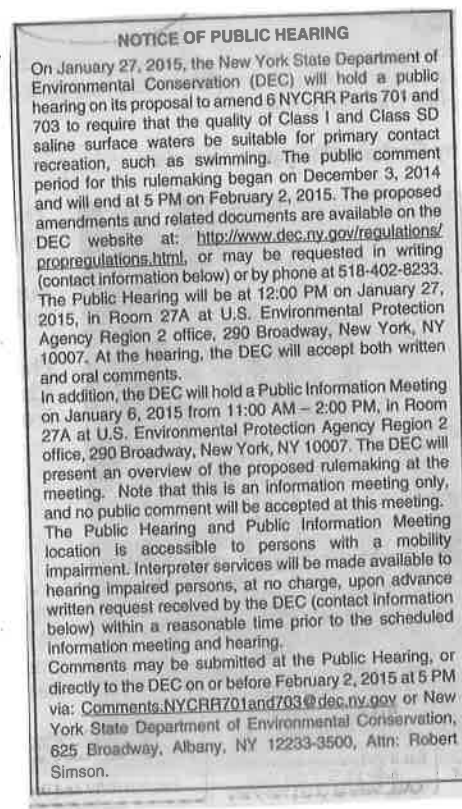 NOTICE OF PUBLIC HEARING
On January 27, 2015, the New York State Department of
Environmental Conservation (DEC) will hold a public
hearing on its proposal to amend 6 NYCRR Parts 701 and
703 to require that the quality of Class I and Class SD
saline surface waters be suitable for primary contact
recreation, such as swimming. The public comment
period for this rulemaking began on December 3, 2014
and will end at 5 PM on February 2, 2015. The proposed
amendments and related documents are available on the
DEC website at: http://www.dec.ny.gov/regulations/
propregulations.html, or may be requested in writing
(contact information below) or by phone at 518-402-8233.
The Public Hearing will be at 12:00 PM on January 27,
2015, in Room 27A at U.S. Environmental Protection
Agency Region 2 office, 290 Broadway, New York, NY
10007. At the hearing, the DEC will accept both written
and oral comments.
In addition, the DEC will hold a Public Information Meeting
on January 6, 2015 from 11:00 AM – 2:00 PM, in Room
27A at U.S. Environmental Protection Agency Region 2
office, 290 Broadway, New York, NY 10007. The DEC will
present an overview of the proposed rulemaking at the
meeting. Note that this is an information meeting only,
and no public comment will be accepted at this meeting.
The Public Hearing and Public Information Meeting
location is accessible to persons with a mobility
impairment. Interpreter services will be made available to
hearing impaired persons, at no charge, upon advance
written request received by the DEC (contact information
below) within a reasonable time prior to the scheduled
information meeting and hearing.
Comments may be submitted at the Public Hearing, or
directly to the DEC on or before February 2, 2015 at 5 PM
via: Comments.NYCRR701and703@dec.ny.gov or New
York State Department of Environmental Conservation,
625 Broadway, Albany, NY 12233-3500, Attn: Robert
Simson.